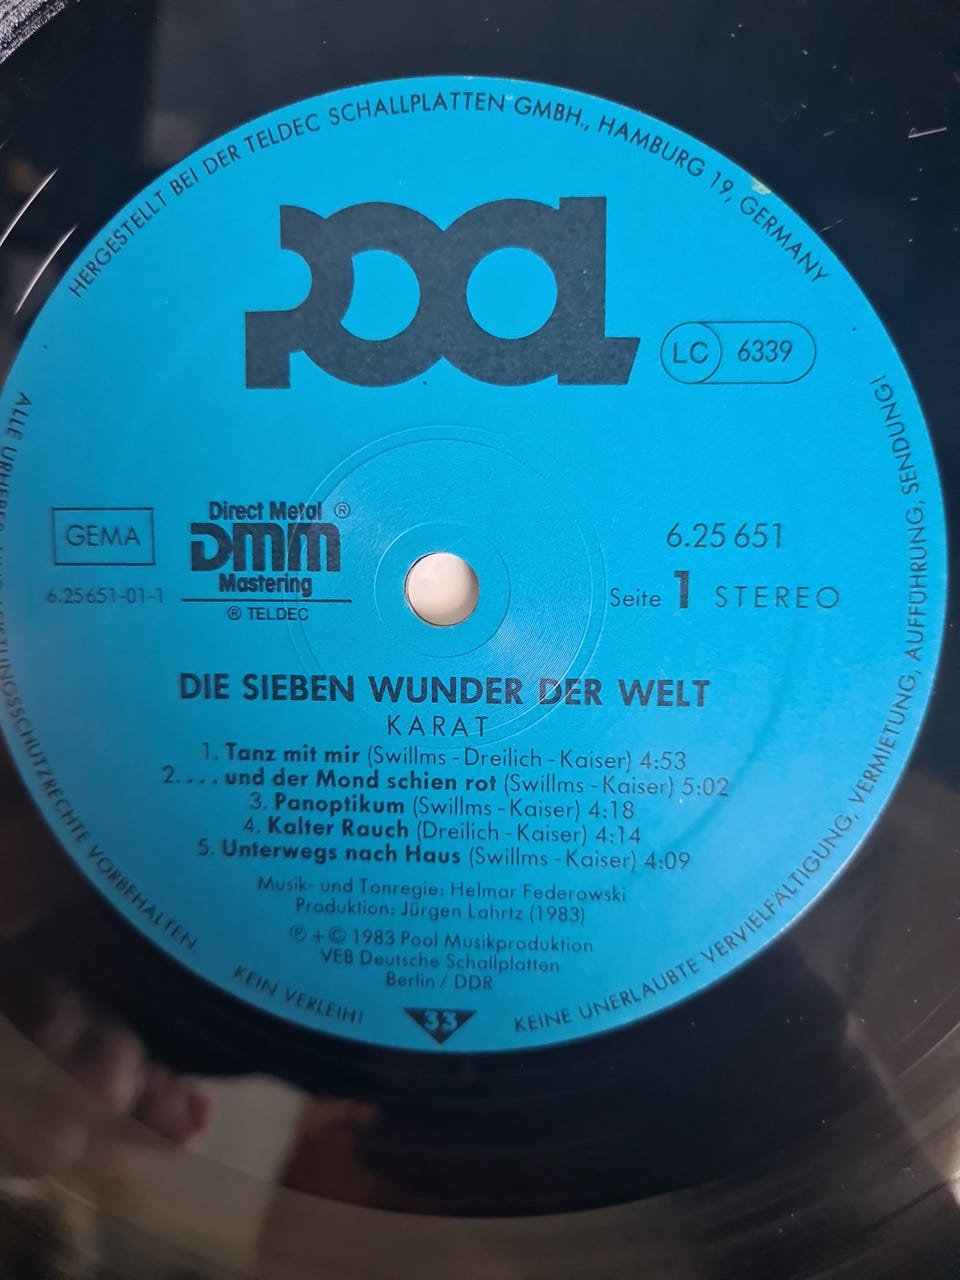 HERGESTELLT BEI DER TELDEC SCHALLPLATTEN GMBH., HAMBURG 19, GERMANY
POOL
LC 6339
GEMA
6.25651-01-1
Direct Metal ®
DMM
Mastering
® TELDEC
6.25 651
Seite 1 STEREO
DIE SIEBEN WUNDER DER WELT
KARAT
1. Tanz mit mir (Swillms - Dreilich - Kaiser) 4:53
2. ... und der Mond schien rot (Swillms - Kaiser) 5:02
3. Panoptikum (Swillms - Kaiser) 4:18
4. Kalter Rauch (Dreilich - Kaiser) 4:14
5. Unterwegs nach Haus (Swillms - Kaiser) 4:09
Musik- und Tonregie: Helmar Federowski
Produktion: Jürgen Lahrtz (1983)
℗ + © 1983 Pool Musikproduktion
VEB Deutsche Schallplatten
Berlin / DDR
33
ALLE VORBEHALTEN
KEIN VERLEIH!
KEINE UNERLAUBTE VERVIELFÄLTIGUNG, VERMIETUNG, AUFFÜHRUNG, SENDUNG!